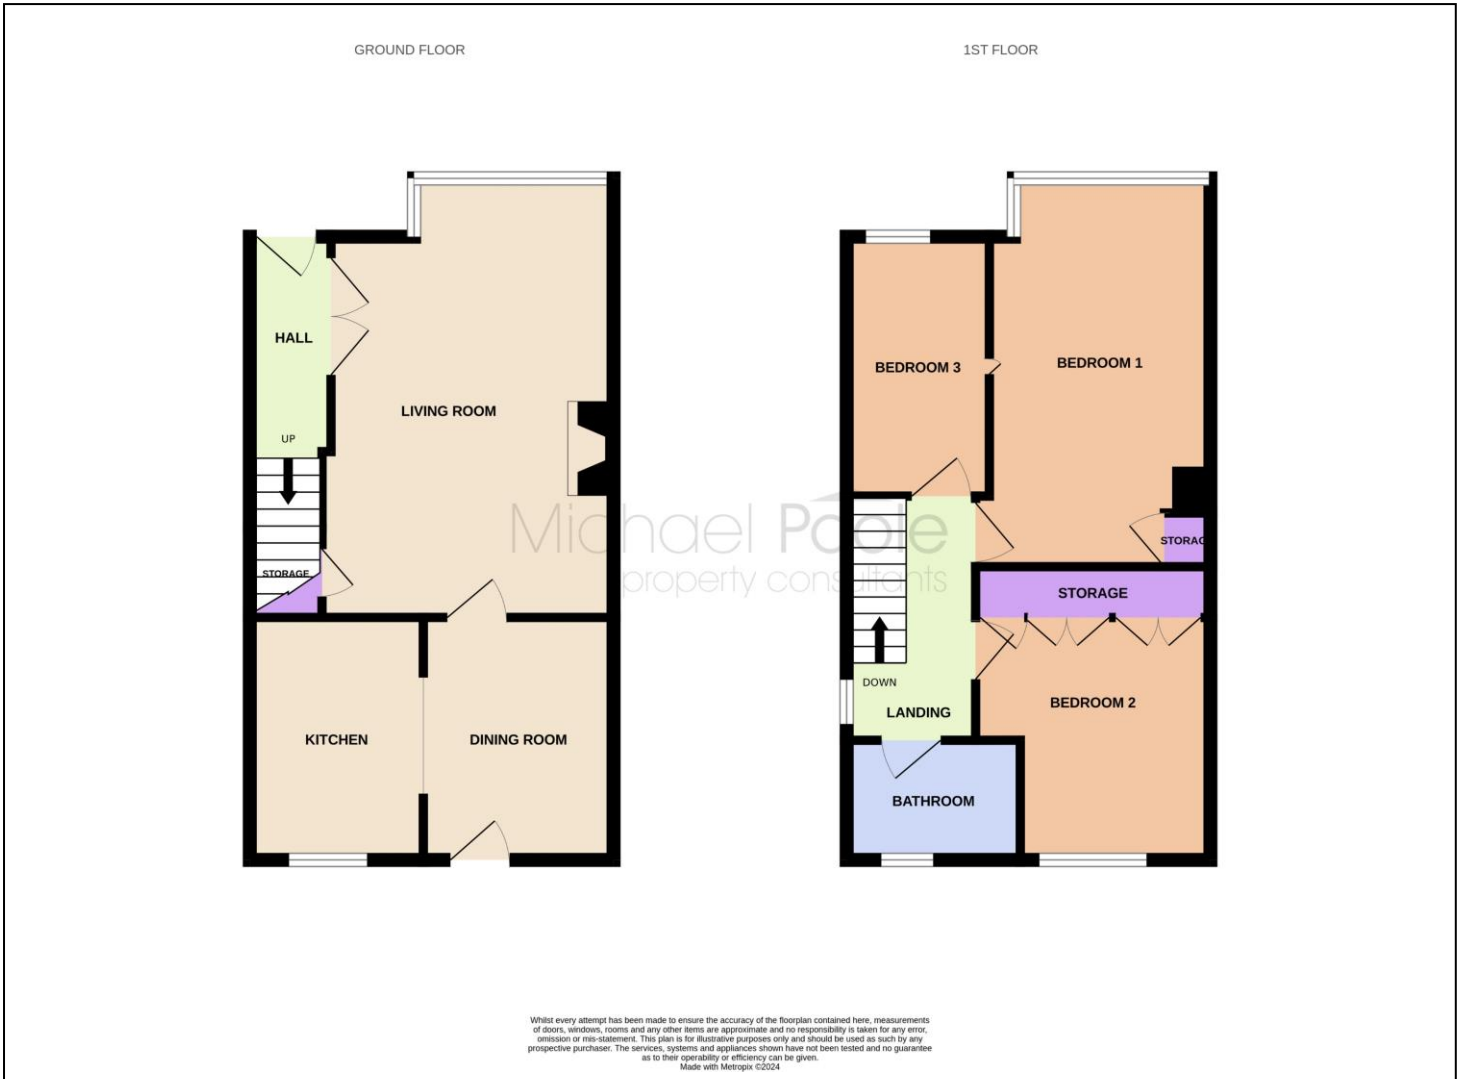 GROUND FLOOR
1ST FLOOR
HALL
UP
LIVING ROOM
STORAGE
KITCHEN
DINING ROOM
BEDROOM 3
BEDROOM 1
STORAG
STORAGE
DOWN
LANDING
BEDROOM 2
BATHROOM
Michael Poole
property consultants
Whilst every attempt has been made to ensure the accuracy of the floorplan contained here, measurements
of doors, windows, rooms and any other items are approximate and no responsibility is taken for any error,
omission or mis-statement. This plan is for illustrative purposes only and should be used as such by any
prospective purchaser. The services, systems and appliances shown have not been tested and no guarantee
as to their operability or efficiency can be given.
Made with Metropix ©2024